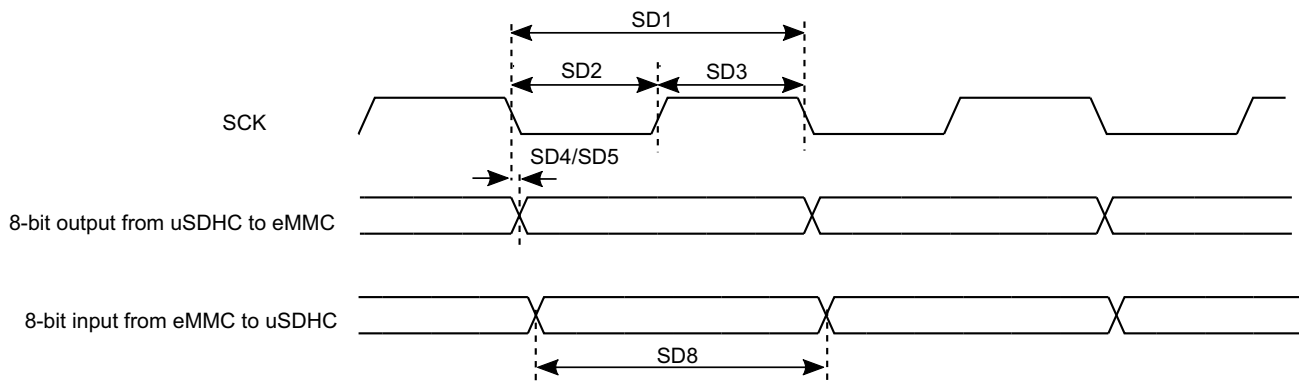 SD1
SD2
SD3
SCK
SD4/SD5
8-bit output from uSDHC to eMMC
8-bit input from eMMC to uSDHC
SD8